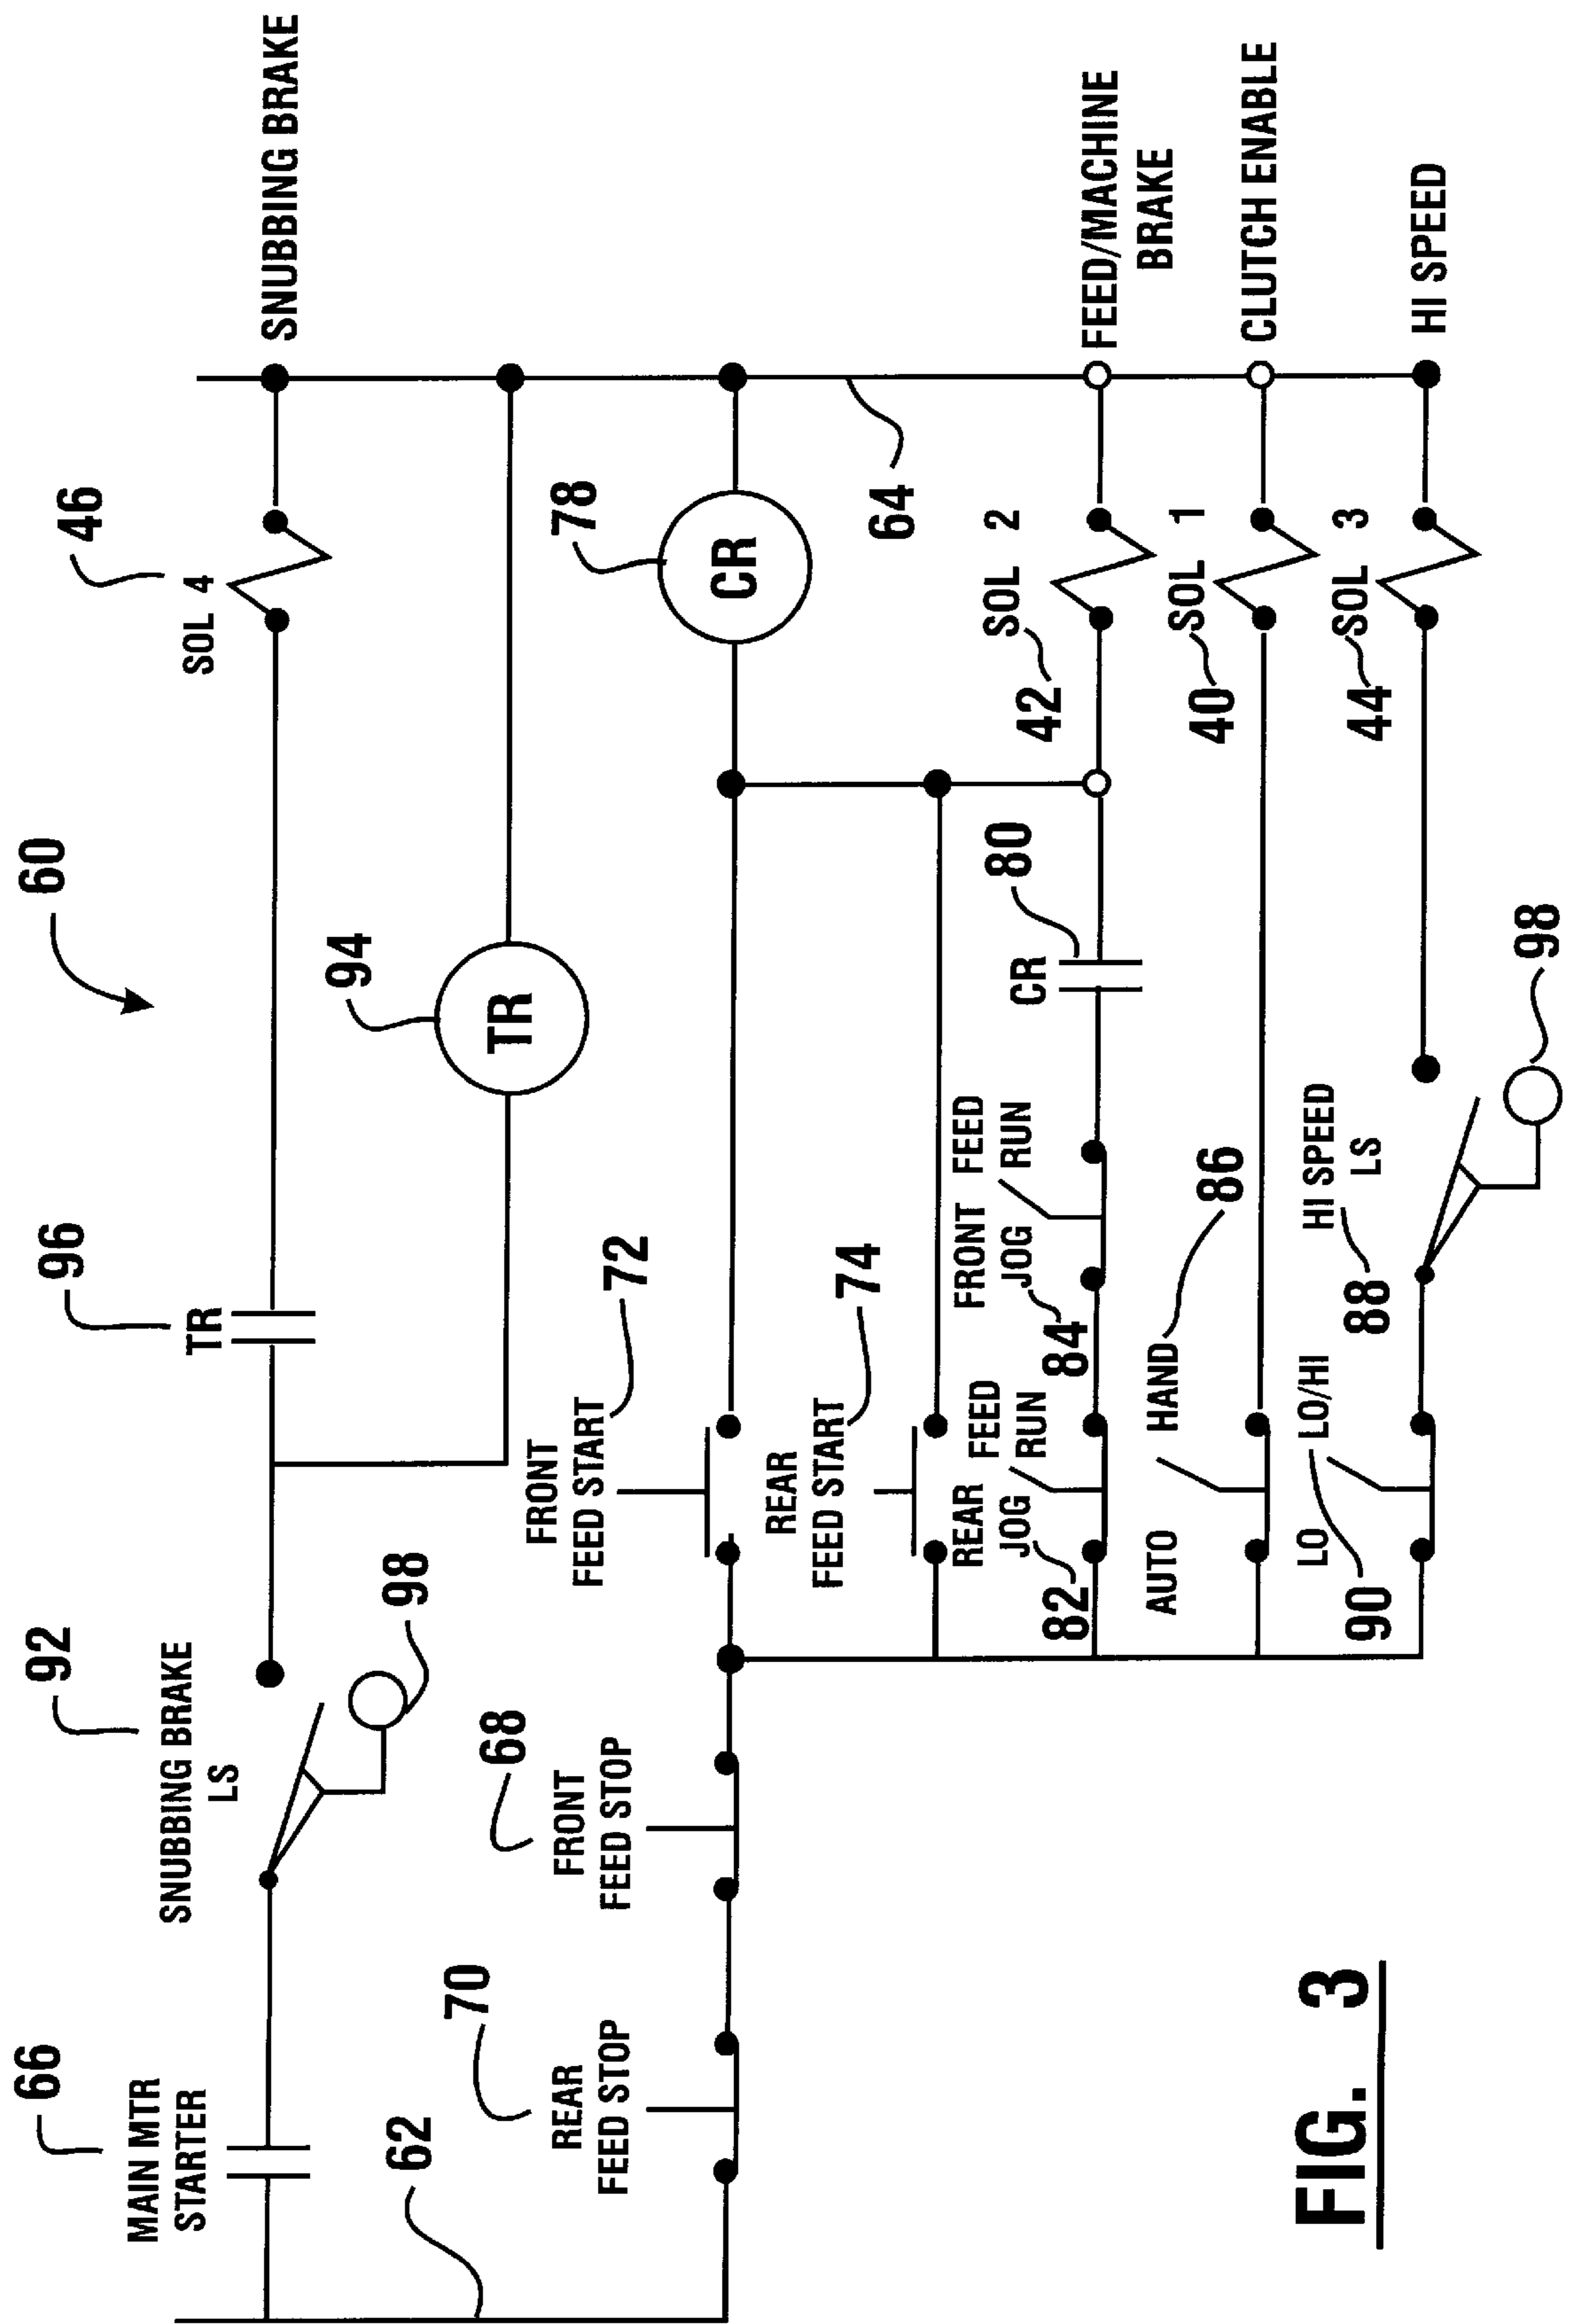 60
66
MAIN MTR
STARTER
92
SNUBBING BRAKE
LS
98
96
TR
46
SOL 4
SNUBBING BRAKE
94
TR
62
70
REAR
FEED STOP
68
FRONT
FEED STOP
FRONT
FEED START
72
78
CR
64
REAR
FEED START
74
REAR FEED
JOG RUN
82
FRONT FEED
JOG RUN
84
CR
80
SOL 2
42
FEED/MACHINE
BRAKE
AUTO HAND
86
SOL 1
40
CLUTCH ENABLE
LO LO/HI
90
HI SPEED
LS
88
98
SOL 3
44
HI SPEED
FIG. 3